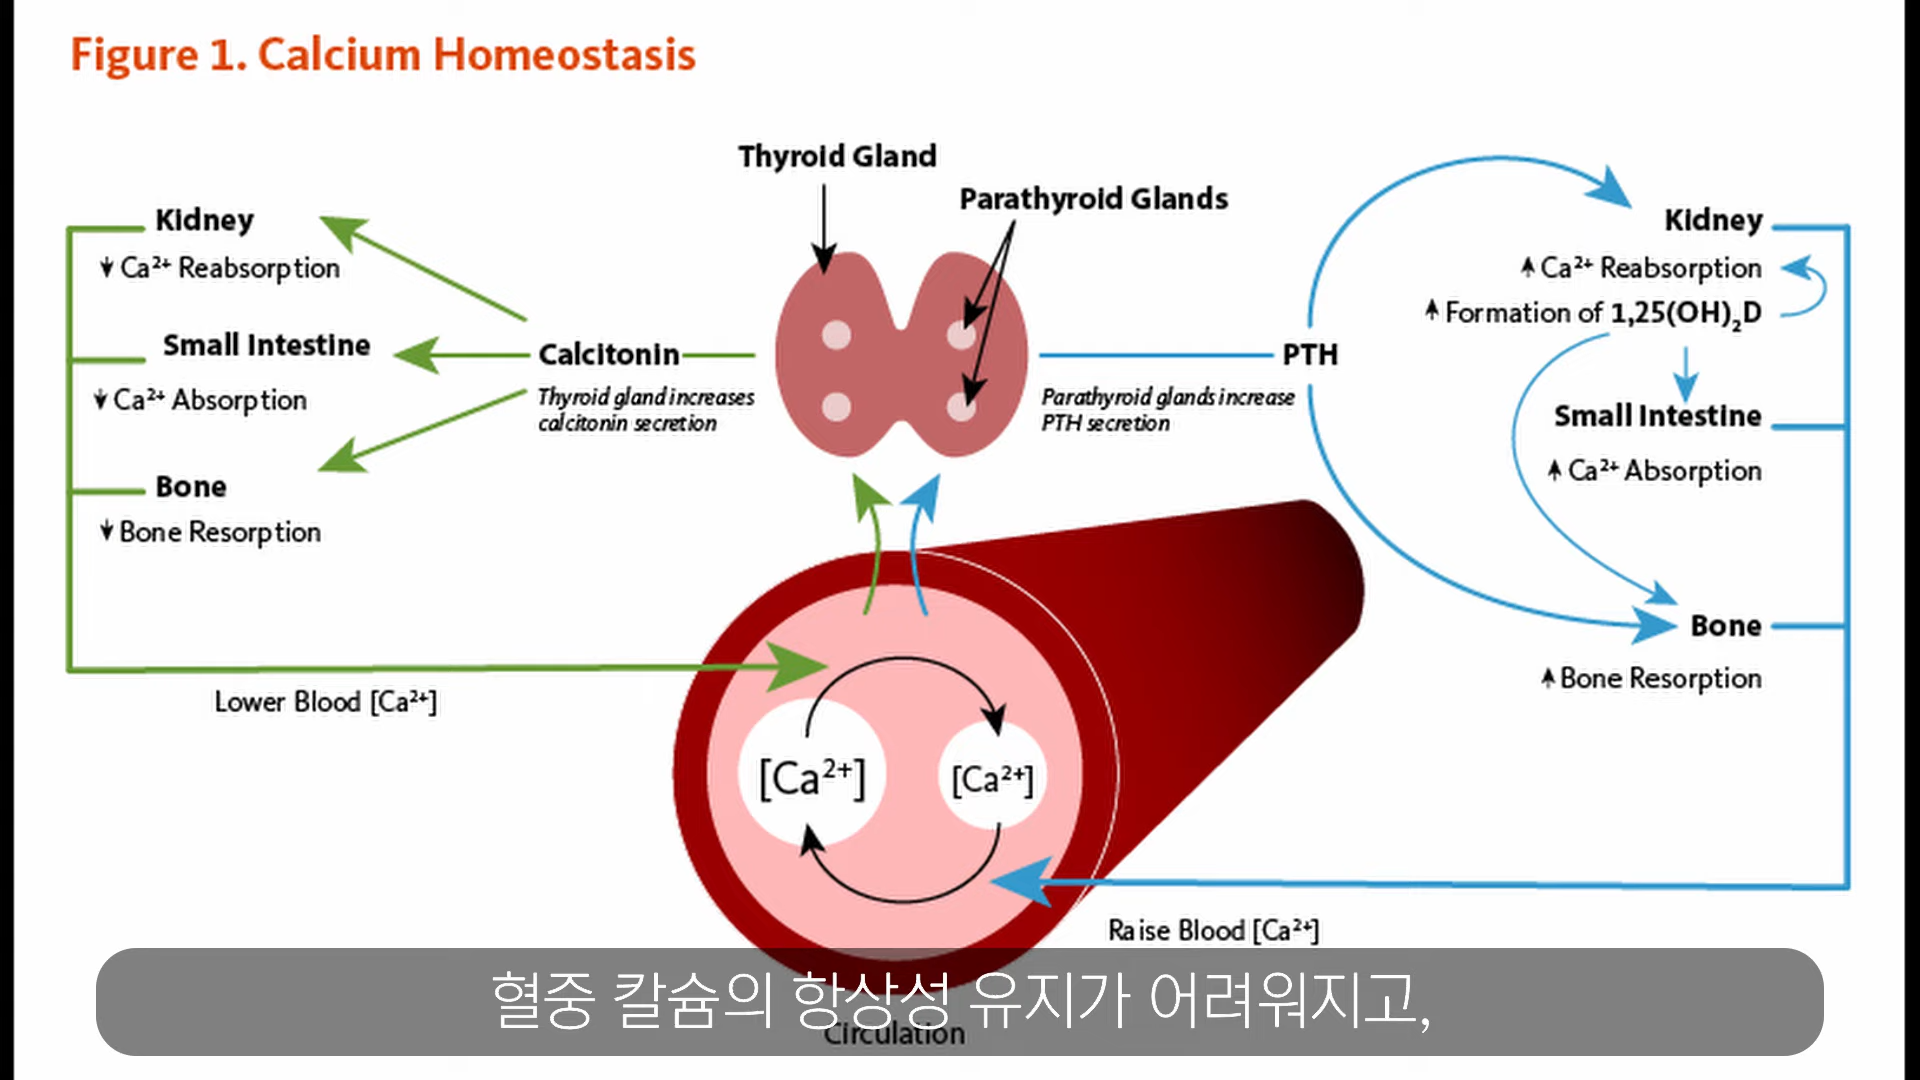 Figure 1. Calcium Homeostasis
Thyroid Gland
Parathyroid Glands
Kidney
↓ Ca²⁺ Reabsorption
Small Intestine
↓ Ca²⁺ Absorption
Bone
↓ Bone Resorption
Calcitonin
Thyroid gland increases
calcitonin secretion
PTH
Parathyroid glands increase
PTH secretion
Kidney
↑ Ca²⁺ Reabsorption
↑ Formation of 1,25(OH)₂D
Small Intestine
↑ Ca²⁺ Absorption
Bone
↑ Bone Resorption
Lower Blood [Ca²⁺]
[Ca²⁺]
[Ca²⁺]
Raise Blood [Ca²⁺]
혈중 칼슘의 항상성 유지가 어려워지고,
Circulation